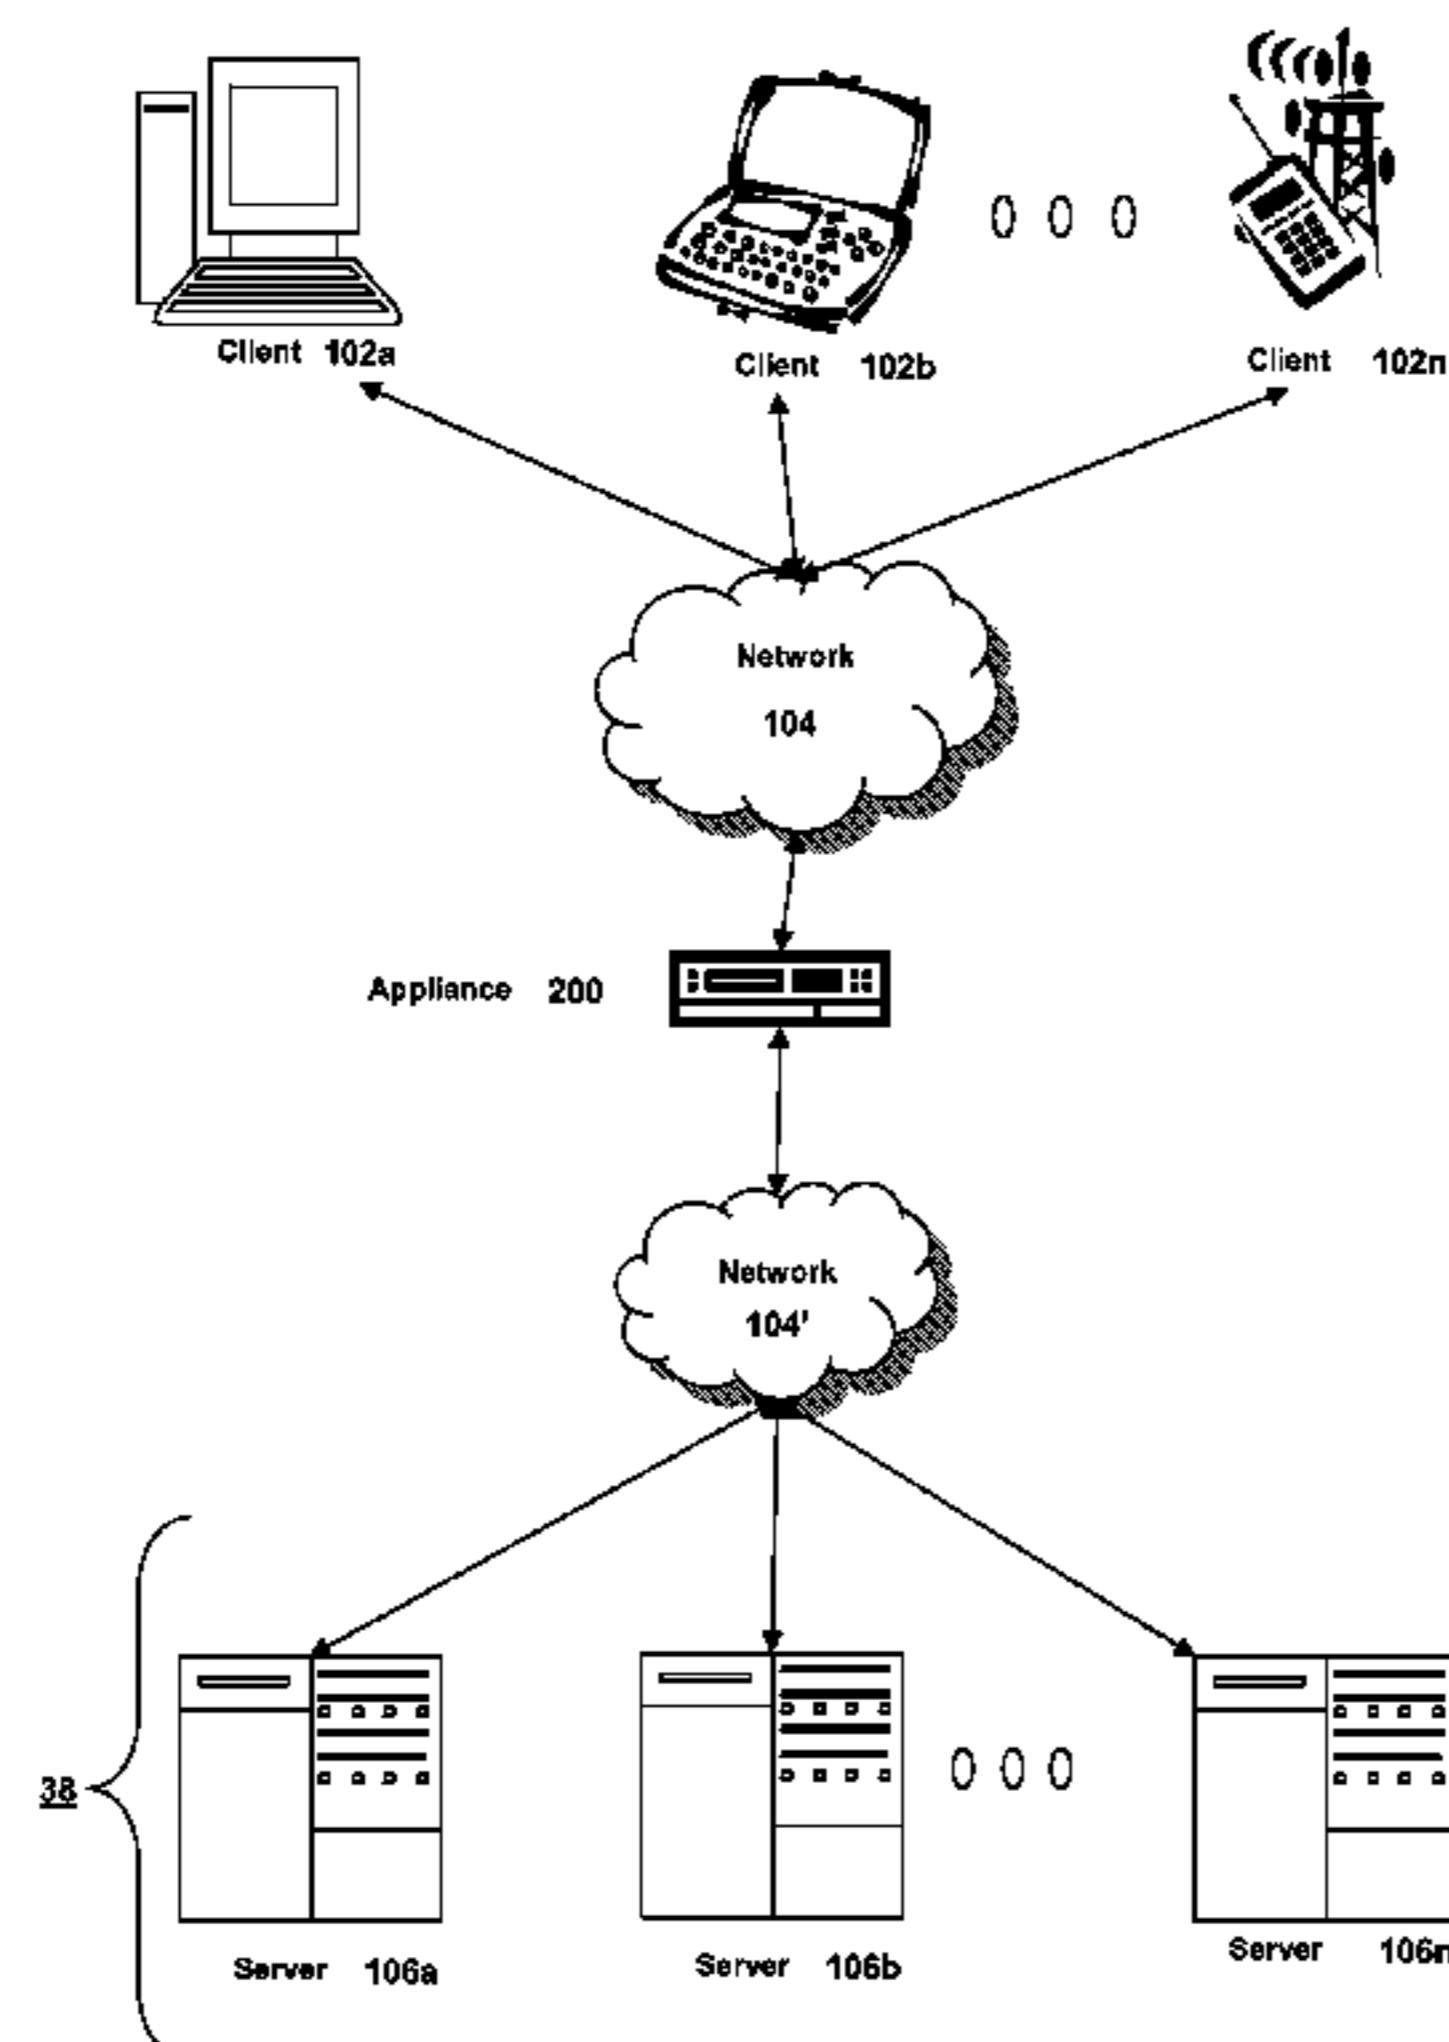 Client 102a
Client 102b
Client 102n
Network
104
Appliance 200
Network
104'
38
Server 106a
Server 106b
Server 106n